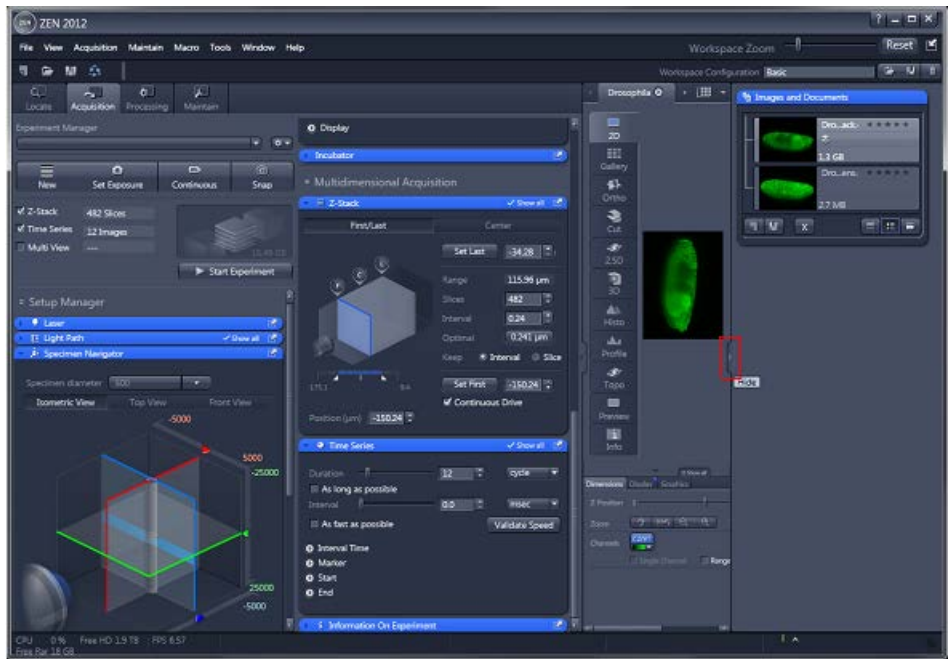 ZEN 2012
File View Acquisition Maintain Macro Tools Window Help
Workspace Zoom Reset
Workspace Configuration Basic
Locate Acquisition Processing Maintain
Experiment Manager
New Set Exposure Continuous Snap
Z-Stack 482 Slices
Time Series 12 Images
Multi View ----
Start Experiment
Setup Manager
Laser
Light Path Show all
Specimen Navigator
Specimen diameter 500
Isometric View Top View Front View
-5000
5000
-25000
25000
-5000
Display
Incubator
Multidimensional Acquisition
Z-Stack Show all
First/Last Center
Set Last -34.28
Range 115.96 µm
Slices 482
Interval 0.24
Optimal 0.241 µm
Keep Interval Slice
Set First -150.24
Continuous Drive
Position (µm) -150.24
Time Series Show all
Duration 12 cycle
As long as possible
Interval 0.0 msec
As fast as possible Validate Speed
Interval Time
Marker
Start
End
Information On Experiment
Drosophila
2D
Gallery
Ortho
Cut
2.5D
3D
Histo
Profile
Topo
Preview
Info
Hide
Show all
Dimensions Display Graphics
Z Position
Zoom
Channels
Single Channel Range
Images and Documents
1.3 GB
2.7 MB
CPU 0 % Free HD 1.9 TB FPS 6.57
Free Rar 18 GB